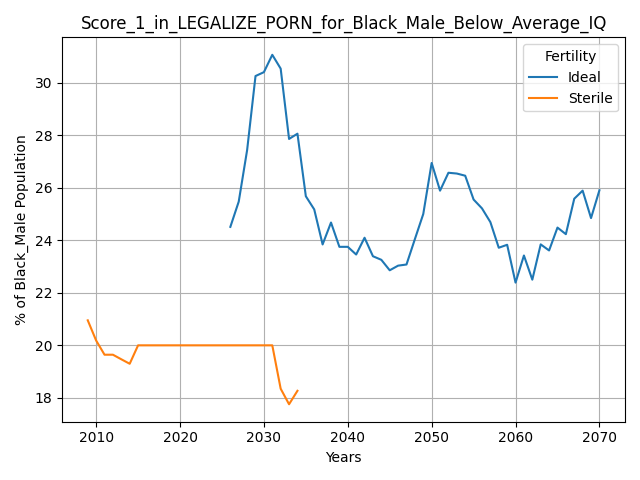 Score_1_in_LEGALIZE_PORN_for_Black_Male_Below_Average_IQ
Fertility
Ideal
Sterile
% of Black_Male Population
30
28
26
24
22
20
18
2010 2020 2030 2040 2050 2060 2070
Years